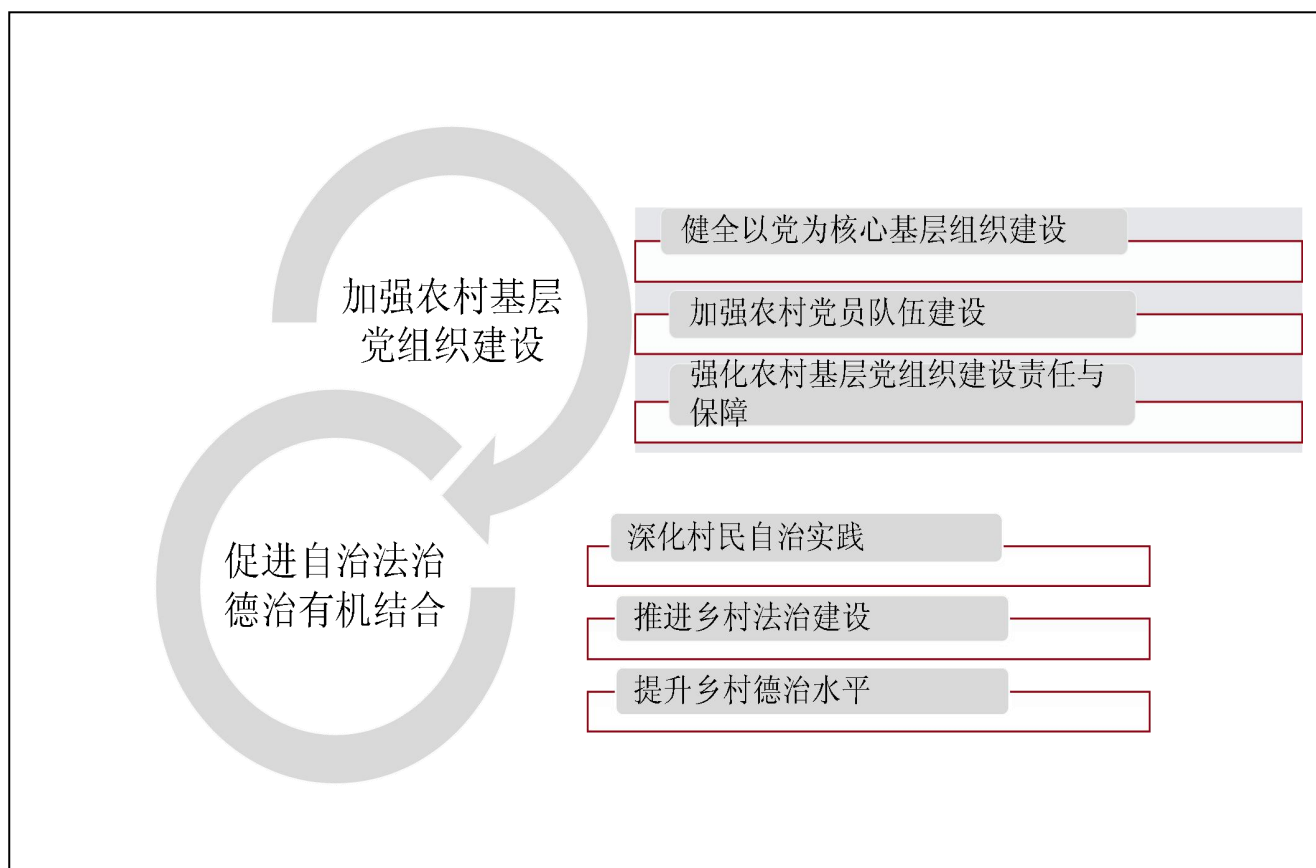 加强农村基层
党组织建设
健全以党为核心基层组织建设
加强农村党员队伍建设
强化农村基层党组织建设责任与
保障
促进自治法治
德治有机结合
深化村民自治实践
推进乡村法治建设
提升乡村德治水平